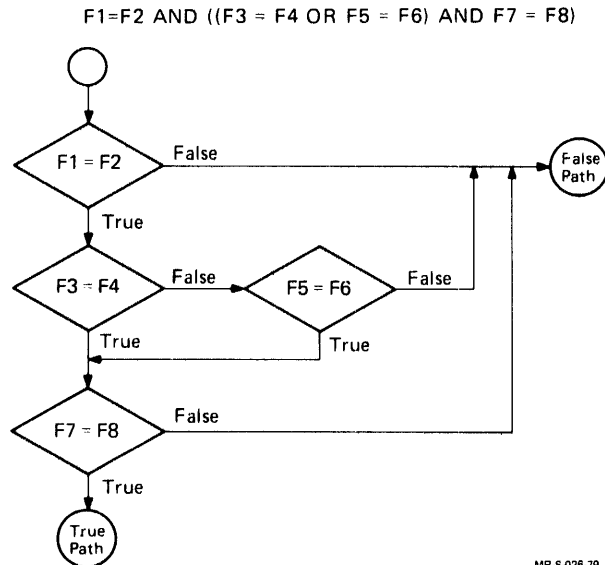 F1=F2 AND ((F3 = F4 OR F5 = F6) AND F7 = F8)
F1 = F2
False
False
Path
True
F3 = F4
False
F5 = F6
False
True
True
F7 = F8
False
True
True
Path
MR-S-026-79